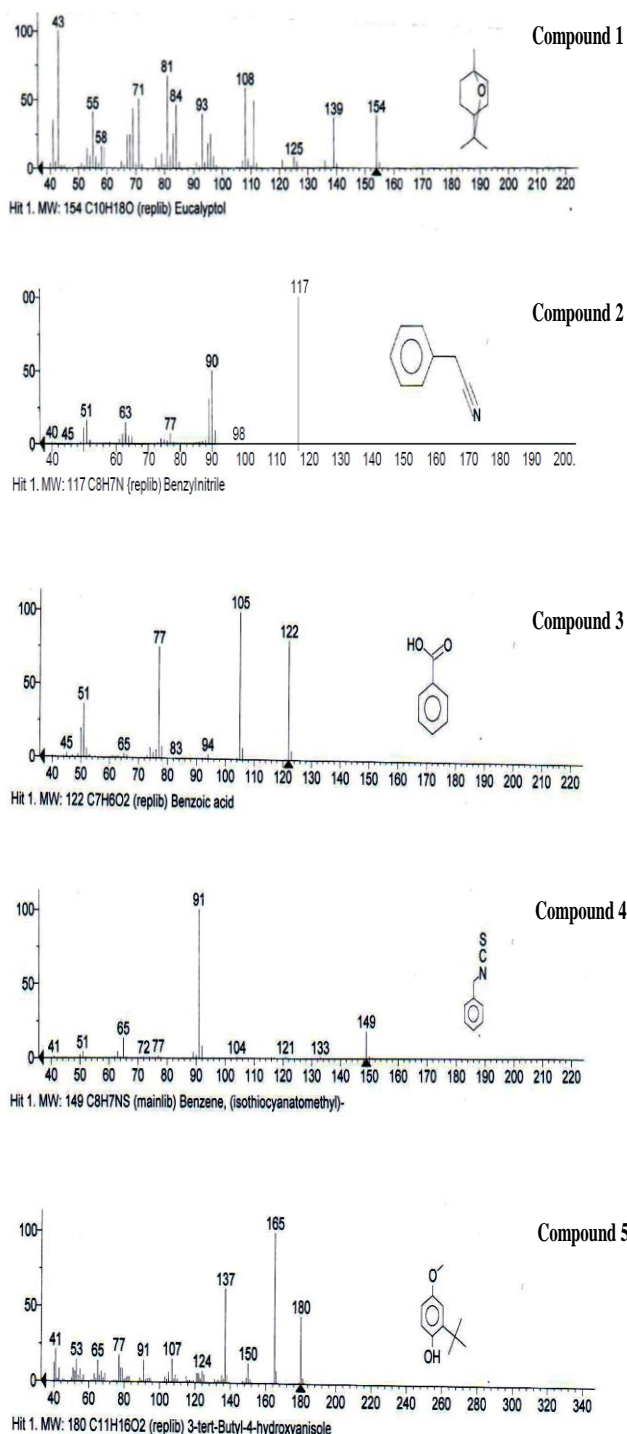 Compound 1
100
43
81
108
71
55
84
93
139
154
50
58
125
0
40 50 60 70 80 90 100 110 120 130 140 150 160 170 180 190 200 210 220
O
Hit 1. MW: 154 C10H18O (replib) Eucalyptol
Compound 2
00
117
90
50
51
63
77
40 45
98
0
40 50 60 70 80 90 100 110 120 130 140 150 160 170 180 190 200.
N
Hit 1. MW: 117 C8H7N {replib) Benzylnitrile
Compound 3
100
105
122
77
HO
O
50
51
45
65
83
94
0
40 50 60 70 80 90 100 110 120 130 140 150 160 170 180 190 200 210 220
Hit 1. MW: 122 C7H6O2 (replib) Benzoic acid
Compound 4
100
91
S
C
N
50
149
65
41
51
72 77
104
121
133
0
40 50 60 70 80 90 100 110 120 130 140 150 160 170 180 190 200 210 220
Hit 1. MW: 149 C8H7NS (mainlib) Benzene, (isothiocyanatomethyl)-
Compound 5
100
165
137
O
50
180
41
53
65
77
91
107
124
150
OH
0
40 60 80 100 120 140 160 180 200 220 240 260 280 300 320 340
Hit 1. MW: 180 C11H16O2 (replib) 3-tert-Butyl-4-hydroxyanisole